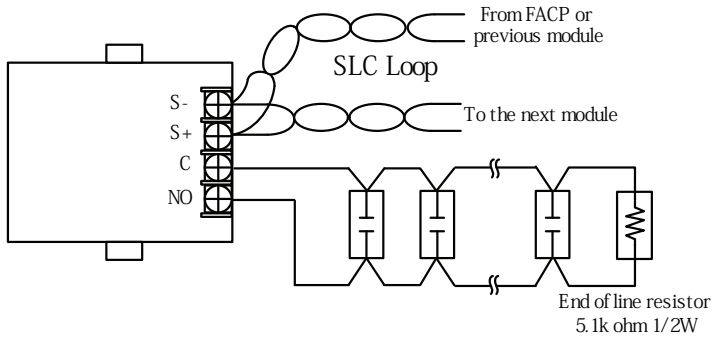 From FACP or
previous module
SLC Loop
S-
S+
To the next module
C
NO
End of line resistor
5.1k ohm 1/2W